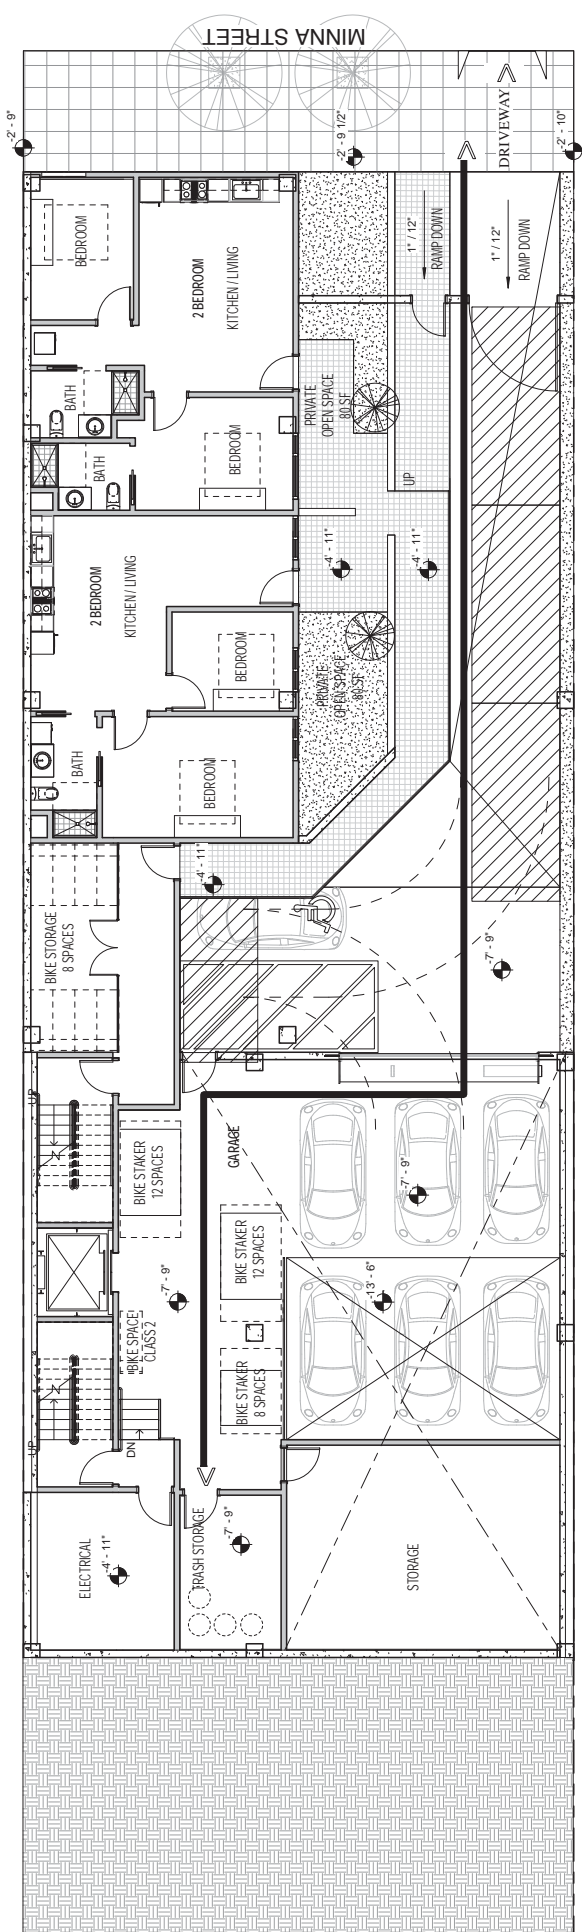 MINNA STREET
-2' - 9"
-2' - 9 1/2"
DRIVEWAY
-2' - 10"
BEDROOM
2 BEDROOM
KITCHEN / LIVING
1" / 12"
RAMP DOWN
1" / 12"
RAMP DOWN
BATH
PRIVATE
OPEN SPACE
80 SF
BATH
BEDROOM
UP
2 BEDROOM
KITCHEN / LIVING
-4' - 11"
-4' - 11"
BEDROOM
PRIVATE
OPEN SPACE
80 SF
BATH
BEDROOM
-4' - 11"
BIKE STORAGE
8 SPACES
-7' - 9"
UP
BIKE STAKER
12 SPACES
GARAGE
-7' - 9"
BIKE STAKER
12 SPACES
-7' - 9"
-13' - 6"
BIKE SPACE
CLASS 2
BIKE STAKER
8 SPACES
UP
DN
ELECTRICAL
-4' - 11"
TRASH STORAGE
-7' - 9"
STORAGE